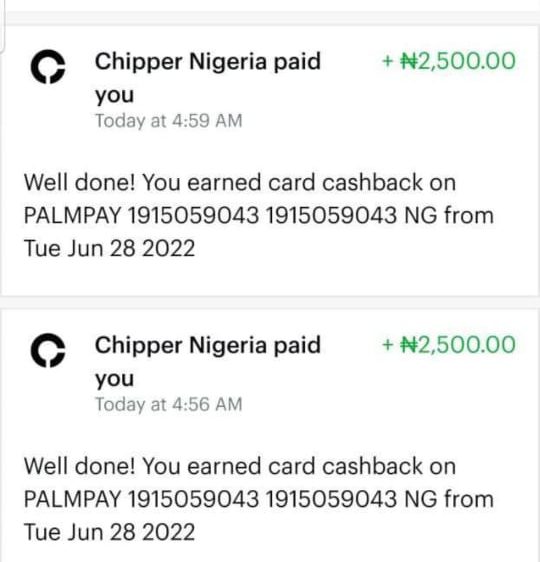 Chipper Nigeria paid + ₦2,500.00
you
Today at 4:59 AM
Well done! You earned card cashback on
PALMPAY 1915059043 1915059043 NG from
Tue Jun 28 2022
Chipper Nigeria paid + ₦2,500.00
you
Today at 4:56 AM
Well done! You earned card cashback on
PALMPAY 1915059043 1915059043 NG from
Tue Jun 28 2022